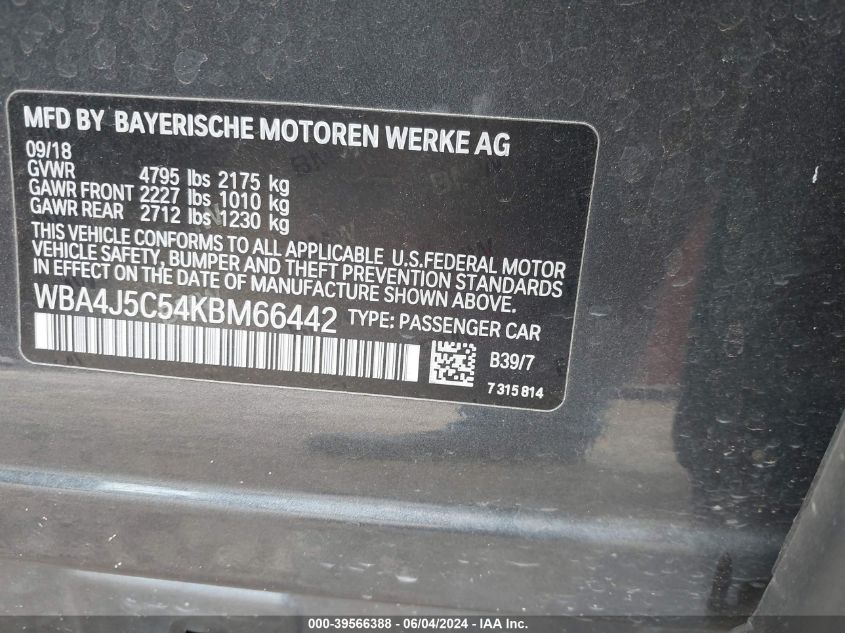 MFD BY BAYERISCHE MOTOREN WERKE AG
09/18
GVWR 4795 lbs 2175 kg
GAWR FRONT 2227 lbs 1010 kg
GAWR REAR 2712 lbs 1230 kg
THIS VEHICLE CONFORMS TO ALL APPLICABLE U.S.FEDERAL MOTOR
VEHICLE SAFETY, BUMPER AND THEFT PREVENTION STANDARDS
IN EFFECT ON THE DATE OF MANUFACTURE SHOWN ABOVE.
WBA4J5C54KBM66442 TYPE: PASSENGER CAR
B39/7
7 315 814
000-39566388 - 06/04/2024 - IAA Inc.